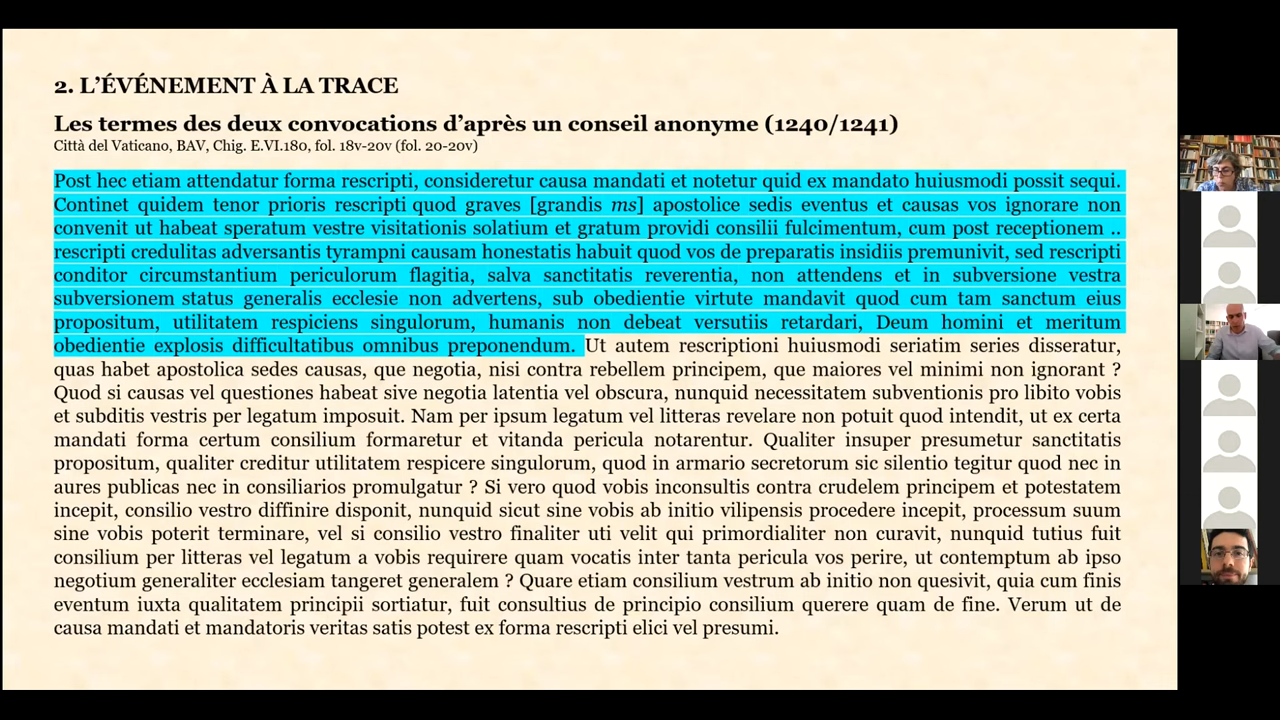 2. L’ÉVÉNEMENT À LA TRACE
Les termes des deux convocations d’après un conseil anonyme (1240/1241)
Città del Vaticano, BAV, Chig. E.VI.180, fol. 18v-20v (fol. 20-20v)
Post hec etiam attendatur forma rescripti, consideretur causa mandati et notetur quid ex mandato huiusmodi possit sequi.
Continet quidem tenor prioris rescripti quod graves [grandis ms] apostolice sedis eventus et causas vos ignorare non
convenit ut habeat speratum vestre visitationis solatium et gratum providi consilii fulcimentum, cum post receptionem ..
rescripti credulitas adversantis tyrampni causam honestatis habuit quod vos de preparatis insidiis premunivit, sed rescripti
conditor circumstantium periculorum flagitia, salva sanctitatis reverentia, non attendens et in subversione vestra
subversionem status generalis ecclesie non advertens, sub obedientie virtute mandavit quod cum tam sanctum eius
propositum, utilitatem respiciens singulorum, humanis non debeat versutiis retardari, Deum homini et meritum
obedientie explosis difficultatibus omnibus preponendum. Ut autem rescriptioni huiusmodi seriatim series disseratur,
quas habet apostolica sedes causas, que negotia, nisi contra rebellem principem, que maiores vel minimi non ignorant ?
Quod si causas vel questiones habeat sive negotia latentia vel obscura, nunquid necessitatem subventionis pro libito vobis
et subditis vestris per legatum imposuit. Nam per ipsum legatum vel litteras revelare non potuit quod intendit, ut ex certa
mandati forma certum consilium formaretur et vitanda pericula notarentur. Qualiter insuper presumetur sanctitatis
propositum, qualiter creditur utilitatem respicere singulorum, quod in armario secretorum sic silentio tegitur quod nec in
aures publicas nec in consiliarios promulgatur ? Si vero quod vobis inconsultis contra crudelem principem et potestatem
incepit, consilio vestro diffinire disponit, nunquid sicut sine vobis ab initio vilipensis procedere incepit, processum suum
sine vobis poterit terminare, vel si consilio vestro finaliter uti velit qui primordialiter non curavit, nunquid tutius fuit
consilium per litteras vel legatum a vobis requirere quam vocatis inter tanta pericula vos perire, ut contemptum ab ipso
negotium generaliter ecclesiam tangeret generalem ? Quare etiam consilium vestrum ab initio non quesivit, quia cum finis
eventum iuxta qualitatem principii sortiatur, fuit consultius de principio consilium querere quam de fine. Verum ut de
causa mandati et mandatoris veritas satis potest ex forma rescripti elici vel presumi.